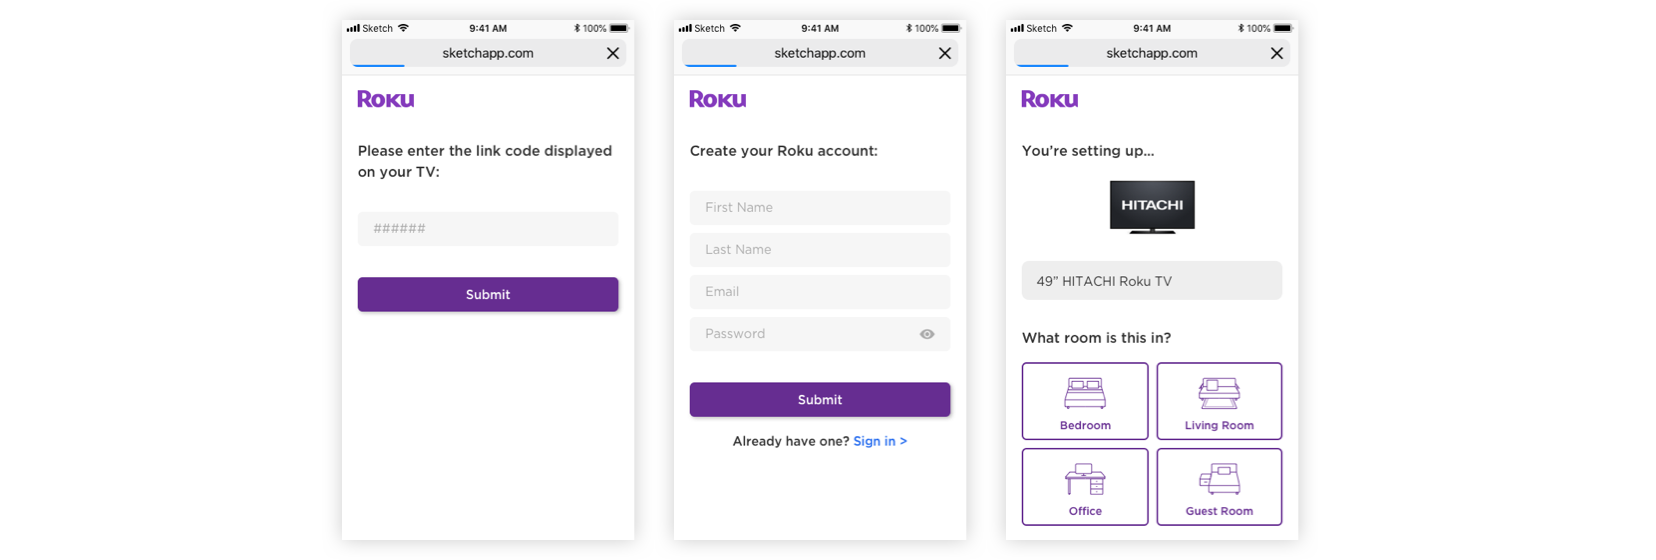 Sketch 9:41 AM 100%
sketchapp.com
Roku
Please enter the link code displayed
on your TV:
######
Submit
Sketch 9:41 AM 100%
sketchapp.com
Roku
Create your Roku account:
First Name
Last Name
Email
Password
Submit
Already have one? Sign in >
Sketch 9:41 AM 100%
sketchapp.com
Roku
You’re setting up...
HITACHI
49” HITACHI Roku TV
What room is this in?
Bedroom Living Room
Office Guest Room